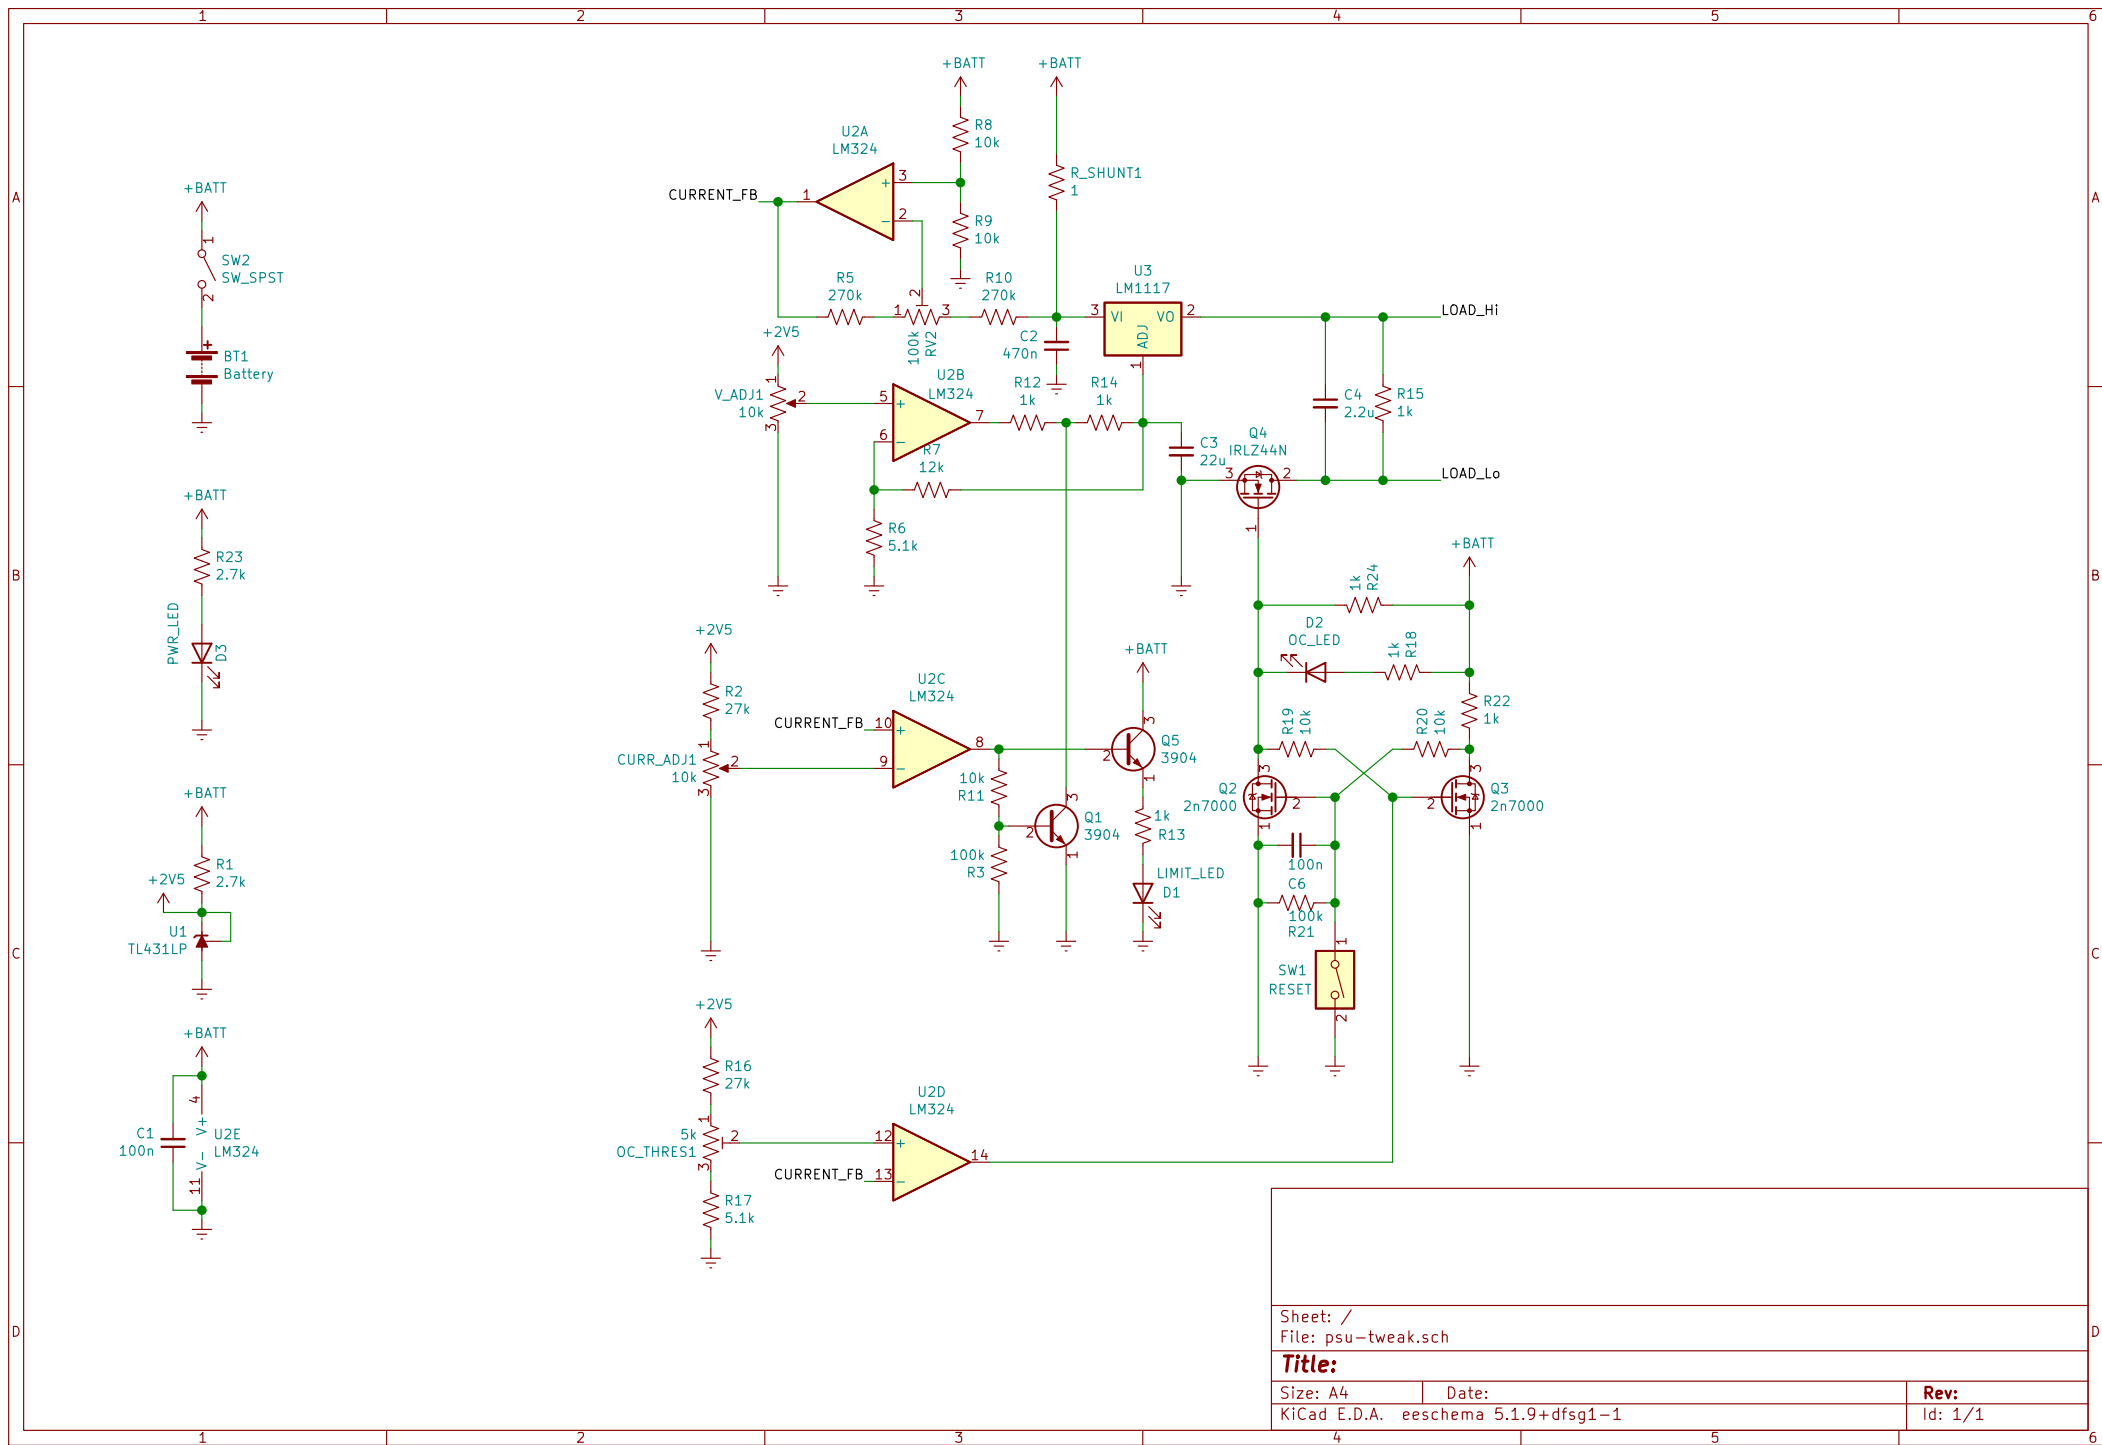 1
2
3
4
5
6
A
B
C
D
A
B
C
D
1
2
3
4
5
6
+BATT
1
SW2
SW_SPST
2
+
BT1
Battery
+BATT
R23
2.7k
PWR_LED
D3
+BATT
R1
2.7k
+2V5
U1
TL431LP
+BATT
4
V+
C1
100n
U2E
LM324
V-
11
+BATT
+BATT
R8
10k
U2A
LM324
3
+
R_SHUNT1
1
CURRENT_FB
1
2
-
R9
10k
R5
270k
2
R10
270k
U3
LM1117
1
3
100k
RV2
3
VI
VO
2
ADJ
1
LOAD_Hi
C2
470n
+2V5
1
V_ADJ1
10k
2
3
U2B
LM324
5
+
6
-
7
R12
1k
R14
1k
R7
12k
R6
5.1k
C3
22u
Q4
IRLZ44N
3
2
1
C4
2.2u
R15
1k
LOAD_Lo
+BATT
1k
R24
D2
OC_LED
1k
R18
R22
1k
R19
10k
R20
10k
3
Q2
2n7000
2
1
3
Q3
2n7000
2
1
100n
C6
100k
R21
1
SW1
RESET
2
+2V5
R2
27k
1
CURR_ADJ1
10k
2
3
U2C
LM324
CURRENT_FB
10
+
9
-
8
+BATT
3
Q5
3904
2
1
10k
R11
3
Q1
3904
2
1
100k
R3
1k
R13
LIMIT_LED
D1
+2V5
R16
27k
1
5k
OC_THRES1
2
3
R17
5.1k
U2D
LM324
12
+
CURRENT_FB
13
-
14
Sheet: /
File: psu-tweak.sch
Title:
Size: A4
Date:
Rev:
KiCad E.D.A. eeschema 5.1.9+dfsg1-1
Id: 1/1